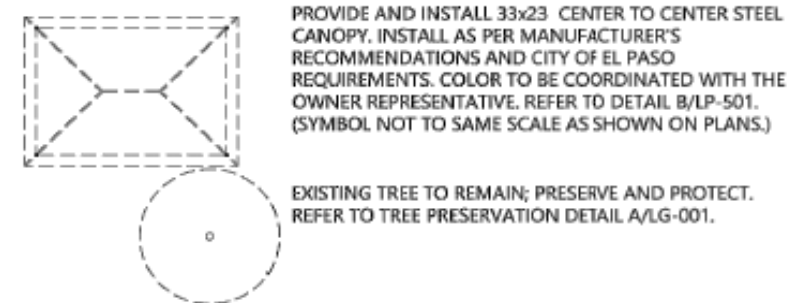 PROVIDE AND INSTALL 33x23 CENTER TO CENTER STEEL
CANOPY. INSTALL AS PER MANUFACTURER'S
RECOMMENDATIONS AND CITY OF EL PASO
REQUIREMENTS. COLOR TO BE COORDINATED WITH THE
OWNER REPRESENTATIVE. REFER TO DETAIL B/LP-501.
(SYMBOL NOT TO SAME SCALE AS SHOWN ON PLANS.)
EXISTING TREE TO REMAIN; PRESERVE AND PROTECT.
REFER TO TREE PRESERVATION DETAIL A/LG-001.